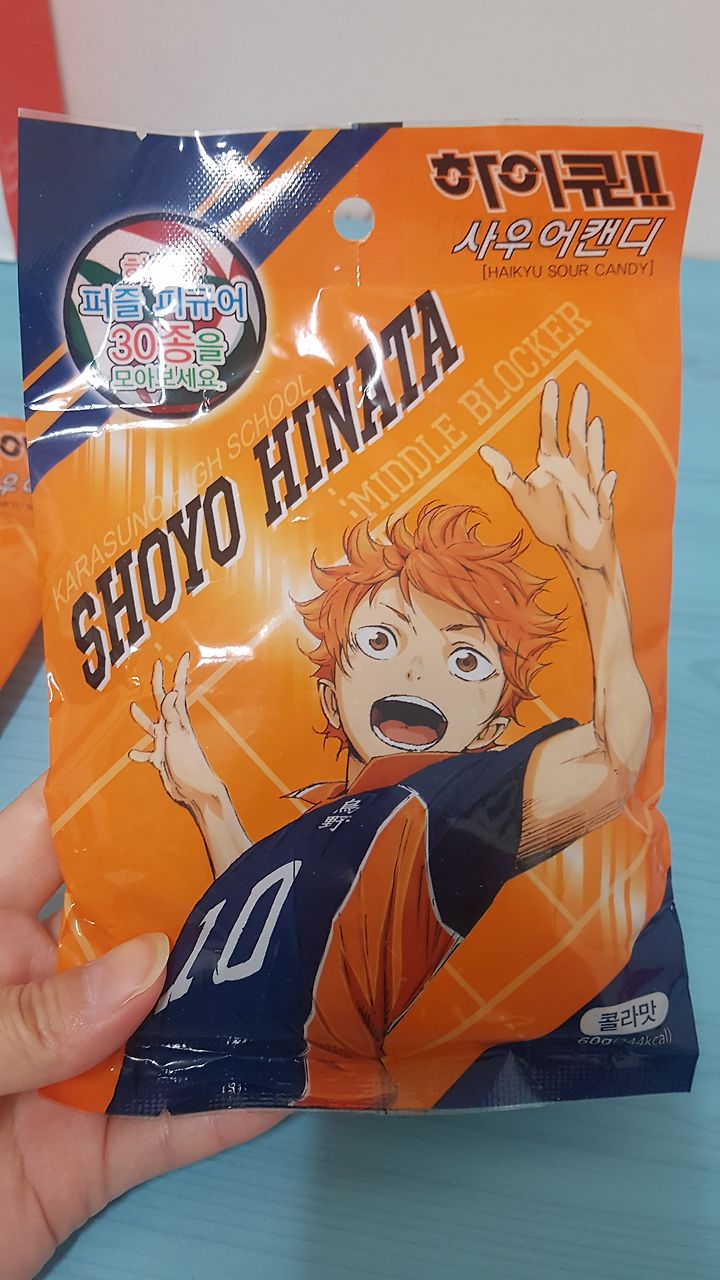 하이큐!!
사우어캔디
[HAIKYU SOUR CANDY]
퍼즐 피규어
30종을
모아보세요.
KARASUNO HIGH SCHOOL
SHOYO HINATA
MIDDLE BLOCKER
烏野
10
콜라맛
60g(244kcal)